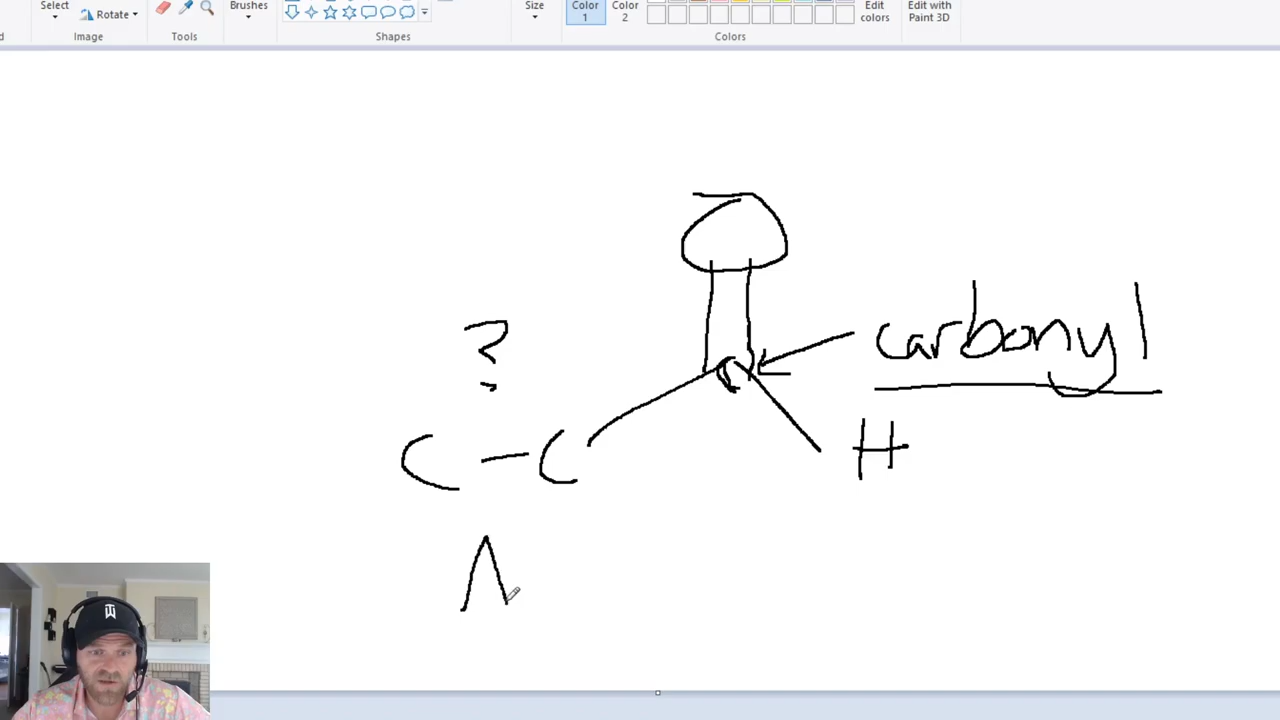 Select
Rotate
Image
Tools
Brushes
Shapes
Size
Color
1
Color
2
Colors
Edit
colors
Edit with
Paint 3D
carbonyl
?
C - C
C
H
TW